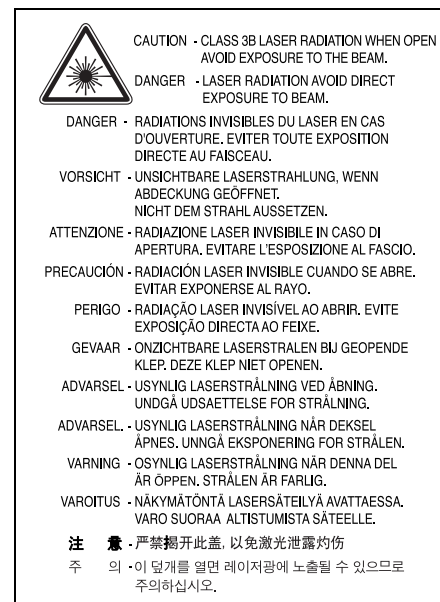 CAUTION - CLASS 3B LASER RADIATION WHEN OPEN
AVOID EXPOSURE TO THE BEAM.
DANGER - LASER RADIATION AVOID DIRECT
EXPOSURE TO BEAM.
DANGER - RADIATIONS INVISIBLES DU LASER EN CAS
D'OUVERTURE. EVITER TOUTE EXPOSITION
DIRECTE AU FAISCEAU.
VORSICHT - UNSICHTBARE LASERSTRAHLUNG, WENN
ABDECKUNG GEÖFFNET.
NICHT DEM STRAHL AUSSETZEN.
ATTENZIONE - RADIAZIONE LASER INVISIBILE IN CASO DI
APERTURA. EVITARE L'ESPOSIZIONE AL FASCIO.
PRECAUCIÓN - RADIACIÓN LASER INVISIBLE CUANDO SE ABRE.
EVITAR EXPONERSE AL RAYO.
PERIGO - RADIAÇÃO LASER INVISÍVEL AO ABRIR. EVITE
EXPOSIÇÃO DIRECTA AO FEIXE.
GEVAAR - ONZICHTBARE LASERSTRALEN BIJ GEOPENDE
KLEP. DEZE KLEP NIET OPENEN.
ADVARSEL - USYNLIG LASERSTRÅLNING VED ÅBNING.
UNDGÅ UDSAETTELSE FOR STRÅLNING.
ADVARSEL. - USYNLIG LASERSTRÅLNING NÅR DEKSEL
ÅPNES. UNNGÅ EKSPONERING FOR STRÅLEN.
VARNING - OSYNLIG LASERSTRÅLNING NÄR DENNA DEL
ÄR ÖPPEN. STRÅLEN ÄR FARLIG.
VAROITUS - NÄKYMÄTÖNTÄ LASERSÄTEILYÄ AVATTAESSA.
VARO SUORAA ALTISTUMISTA SÄTEELLE.
注 意 - 严禁揭开此盖, 以免激光泄露灼伤
주 의 - 이 덮개를 열면 레이저광에 노출될 수 있으므로
주의하십시오.